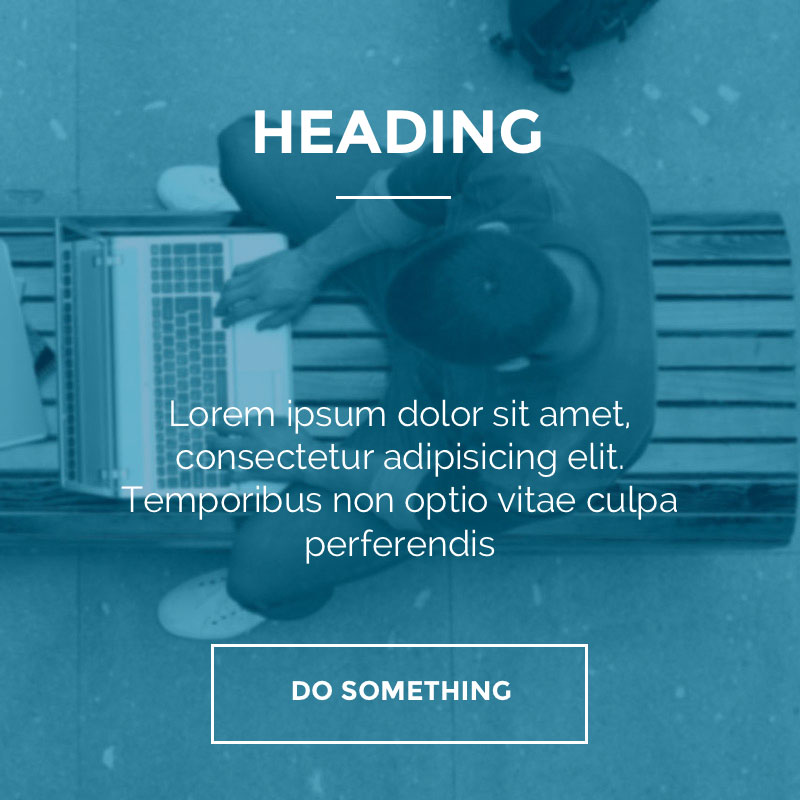 HEADING
Lorem ipsum dolor sit amet,
consectetur adipisicing elit.
Temporibus non optio vitae culpa
perferendis
DO SOMETHING